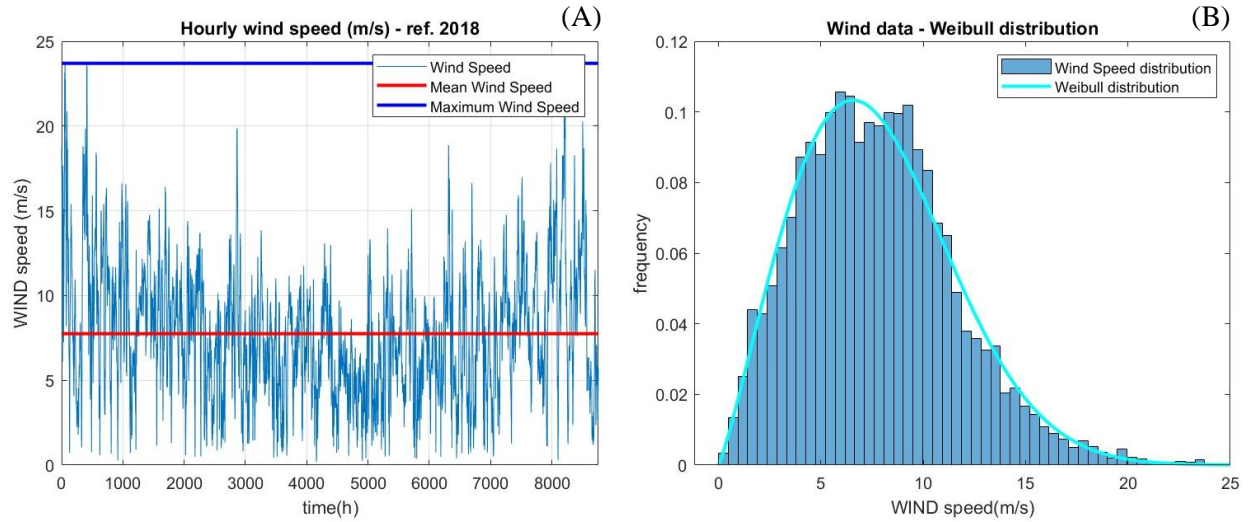 (A)
Hourly wind speed (m/s) - ref. 2018
25
20
15
10
5
0
WIND speed (m/s)
Wind Speed
Mean Wind Speed
Maximum Wind Speed
0 1000 2000 3000 4000 5000 6000 7000 8000
time(h)
(B)
Wind data - Weibull distribution
0.12
0.1
0.08
0.06
0.04
0.02
0
frequency
Wind Speed distribution
Weibull distribution
0 5 10 15 20 25
WIND speed(m/s)